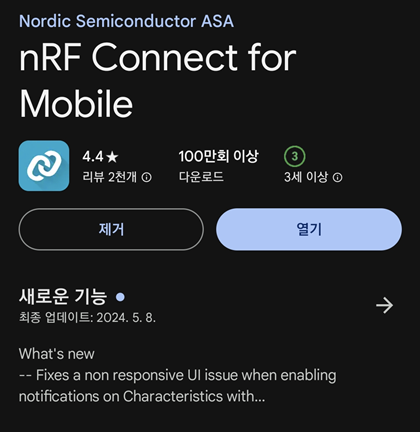 Nordic Semiconductor ASA
nRF Connect for
Mobile
4.4★
리뷰 2천개
100만회 이상
다운로드
3
3세 이상
제거
열기
새로운 기능
최종 업데이트: 2024. 5. 8.
What's new
-- Fixes a non responsive UI issue when enabling
notifications on Characteristics with...